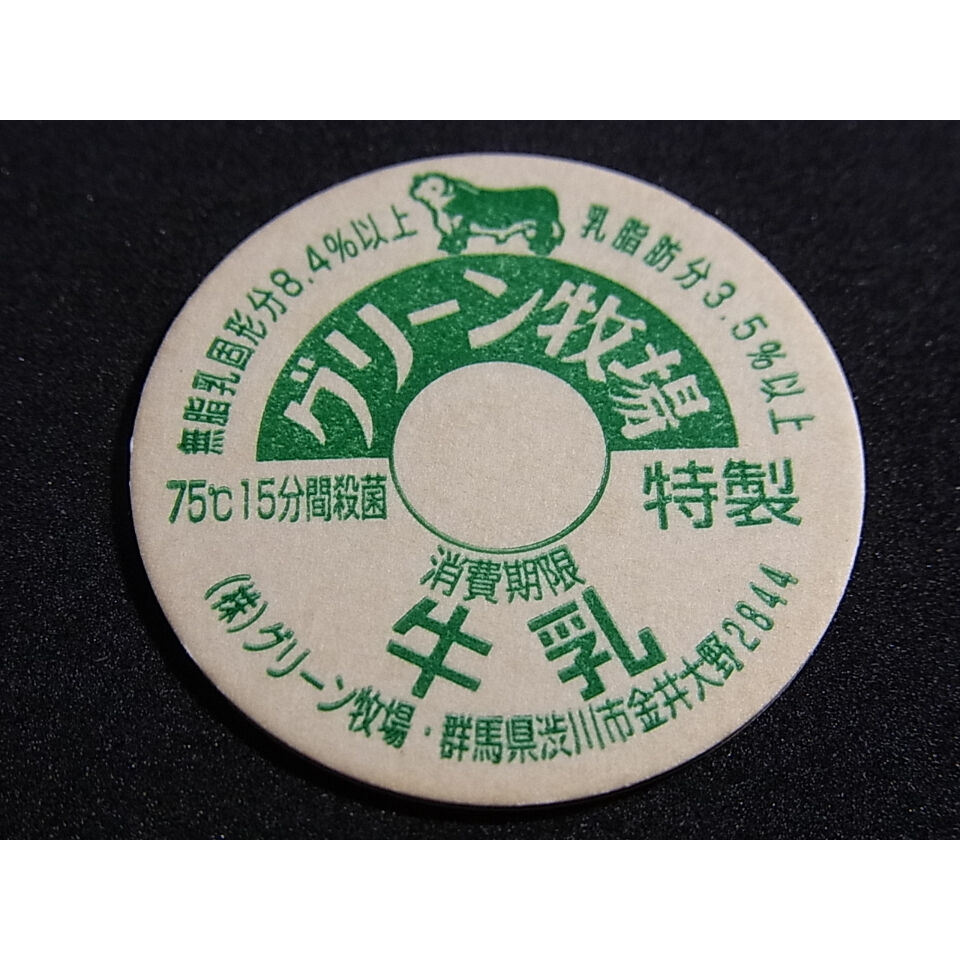 無脂乳固形分8.4%以上
乳脂肪分3.5%以上
グリーン牧場
75℃15分間殺菌
特製
消費期限
牛乳
(株)グリーン牧場・群馬県渋川市金井大野2844